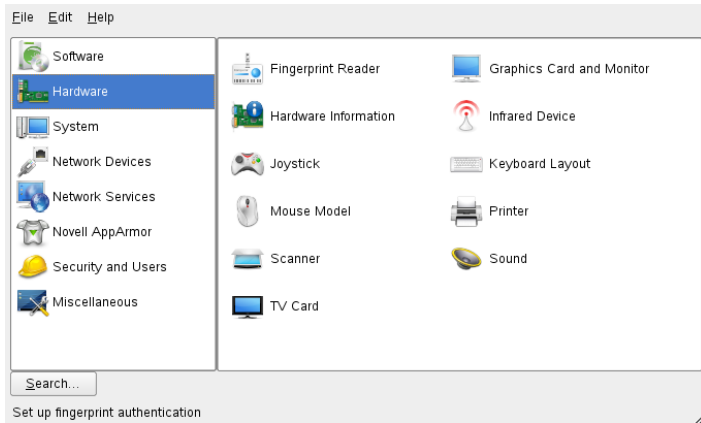 File Edit Help
Software
Hardware
System
Network Devices
Network Services
Novell AppArmor
Security and Users
Miscellaneous
Fingerprint Reader
Graphics Card and Monitor
Hardware Information
Infrared Device
Joystick
Keyboard Layout
Mouse Model
Printer
Scanner
Sound
TV Card
Search...
Set up fingerprint authentication